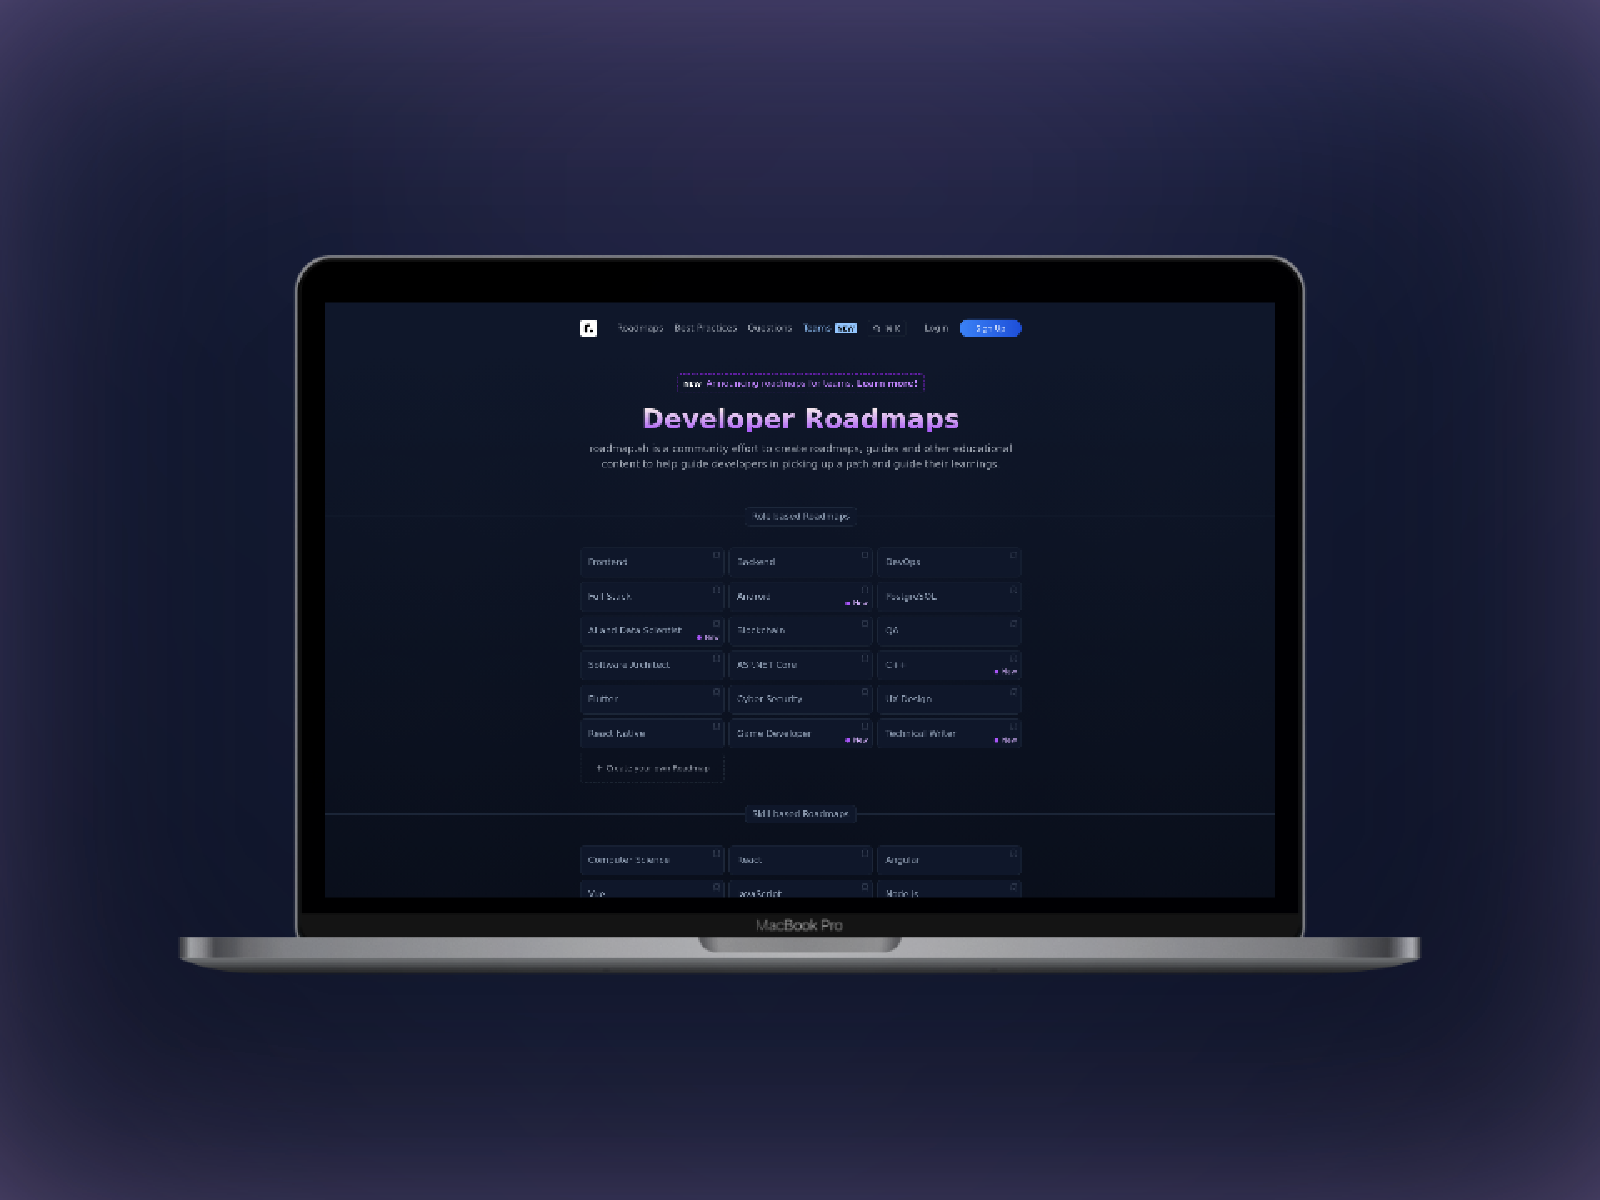 r.
Roadmaps Best Practices Questions Teams NEW ⌘K Login Sign Up
NEW Announcing roadmaps for teams. Learn more!
Developer Roadmaps
roadmap.sh is a community effort to create roadmaps, guides and other educational
content to help guide developers in picking up a path and guide their learnings.
Role based Roadmaps
Frontend Backend DevOps
Full Stack Android New PostgreSQL
AI and Data Scientist New Blockchain QA
Software Architect ASP.NET Core C++ New
Flutter Cyber Security UX Design
React Native Game Developer New Technical Writer New
+ Create your own Roadmap
Skill based Roadmaps
Computer Science React Angular
Vue JavaScript Node.js
MacBook Pro